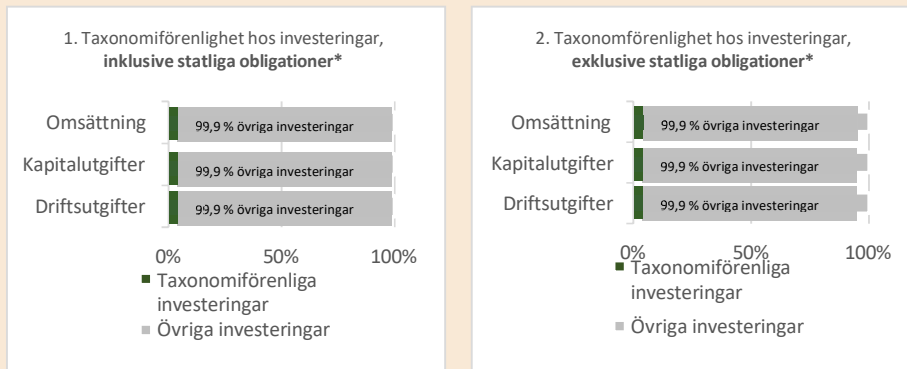 1. Taxonomiförenlighet hos investeringar,
inklusive statliga obligationer*
Omsättning
99,9 % övriga investeringar
Kapitalutgifter
99,9 % övriga investeringar
Driftsutgifter
99,9 % övriga investeringar
0%
50%
100%
Taxonomiförenliga
investeringar
Övriga investeringar
2. Taxonomförenlighet hos investeringar,
exklusive statliga obligationer*
Omsättning
99,9 % övriga investeringar
Kapitalutgifter
99,9 % övriga investeringar
Driftsutgifter
99,9 % övriga investeringar
0%
50%
100%
Taxonomiförenliga
investeringar
Övriga investeringar